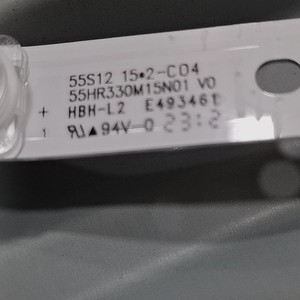 55S12 15*2-C04
55HR330M15N01 V0
+ HBH-L2 E493461
▲ 94V-0 23:2